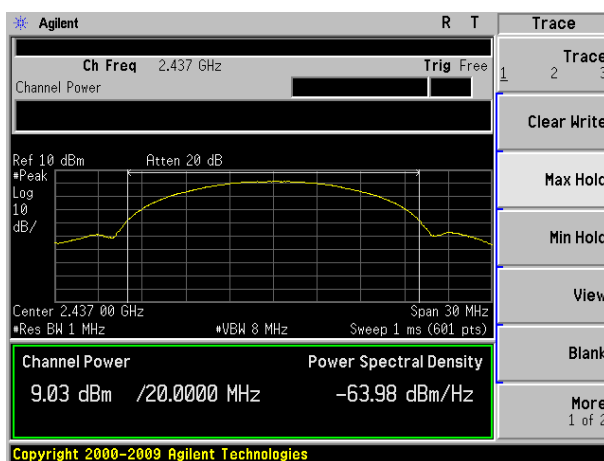 Agilent R T Trace
Ch Freq 2.437 GHz Trig Free
Channel Power
Trace
1 2 3
Clear Write
Max Hold
Min Hold
View
Blank
More
1 of 2
Ref 10 dBm Atten 20 dB
#Peak
Log
10
dB/
Center 2.437 00 GHz Span 30 MHz
#Res BW 1 MHz #VBW 8 MHz Sweep 1 ms (601 pts)
Channel Power Power Spectral Density
9.03 dBm /20.0000 MHz -63.98 dBm/Hz
Copyright 2000-2009 Agilent Technologies